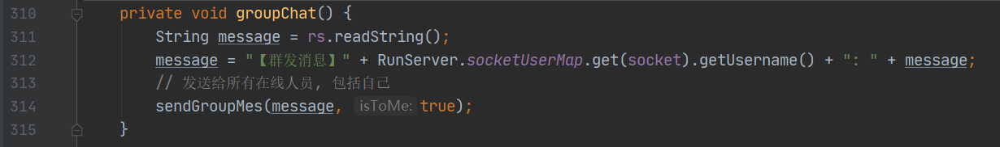 310 private void groupChat() {
311 String message = rs.readString();
312 message = "【群发消息】" + RunServer.socketUserMap.get(socket).getUsername() + ": " + message;
313 // 发送给所有在线人员, 包括自己
314 sendGroupMes(message, isToMe: true);
315 }